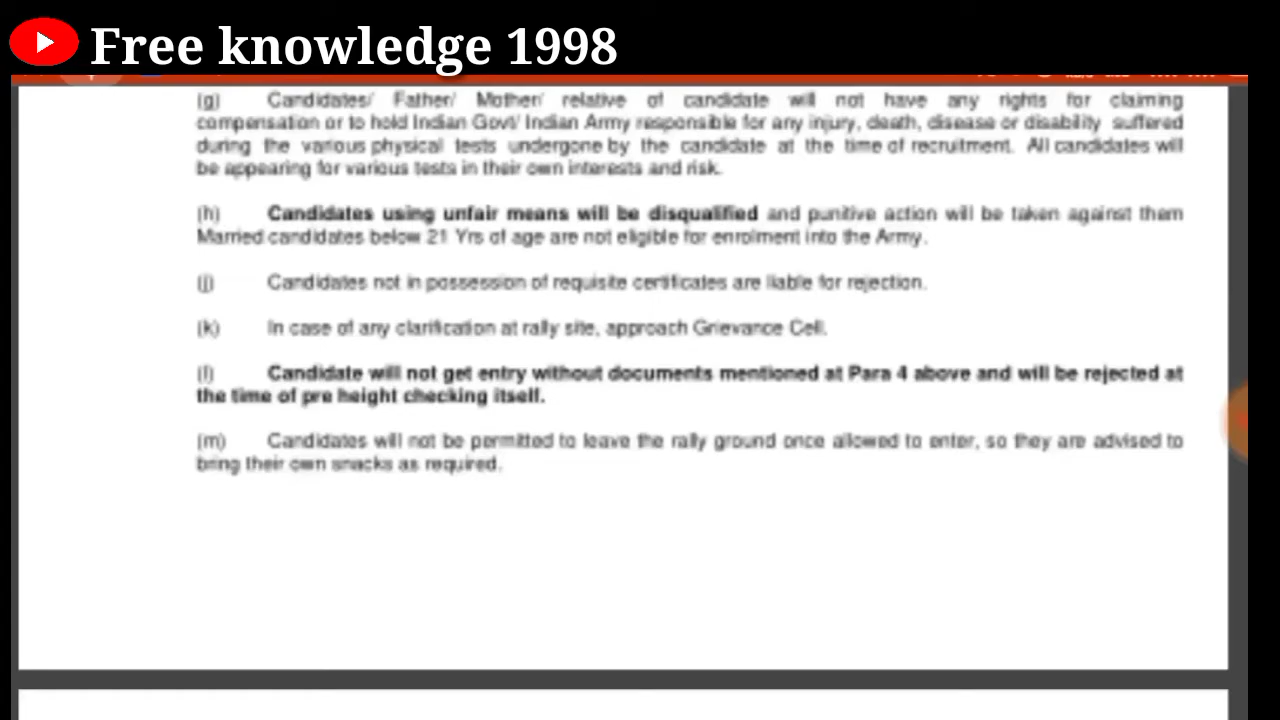 Free knowledge 1998
(g) Candidates/ Father/ Mother/ relative of candidate will not have any rights for claiming
compensation or to hold Indian Govt/ Indian Army responsible for any injury, death, disease or disability suffered
during the various physical tests undergone by the candidate at the time of recruitment. All candidates will
be appearing for various tests in their own interests and risk.
(h) Candidates using unfair means will be disqualified and punitive action will be taken against them
Married candidates below 21 Yrs of age are not eligible for enrolment into the Army.
(j) Candidates not in possession of requisite certificates are liable for rejection.
(k) In case of any clarification at rally site, approach Grievance Cell.
(l) Candidate will not get entry without documents mentioned at Para 4 above and will be rejected at
the time of pre height checking itself.
(m) Candidates will not be permitted to leave the rally ground once allowed to enter, so they are advised to
bring their own snacks as required.